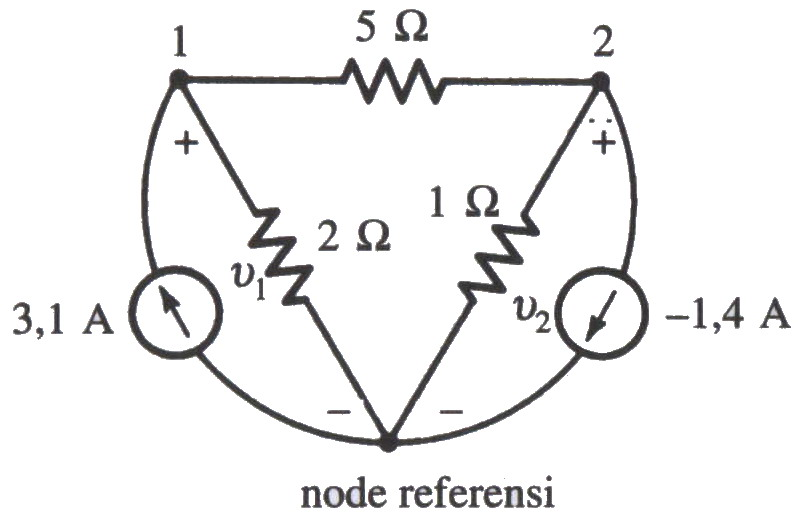 5 Ω
1
2
+
+
1 Ω
2 Ω
v₁
v₂
3,1 A
–1,4 A
–
–
node referensi